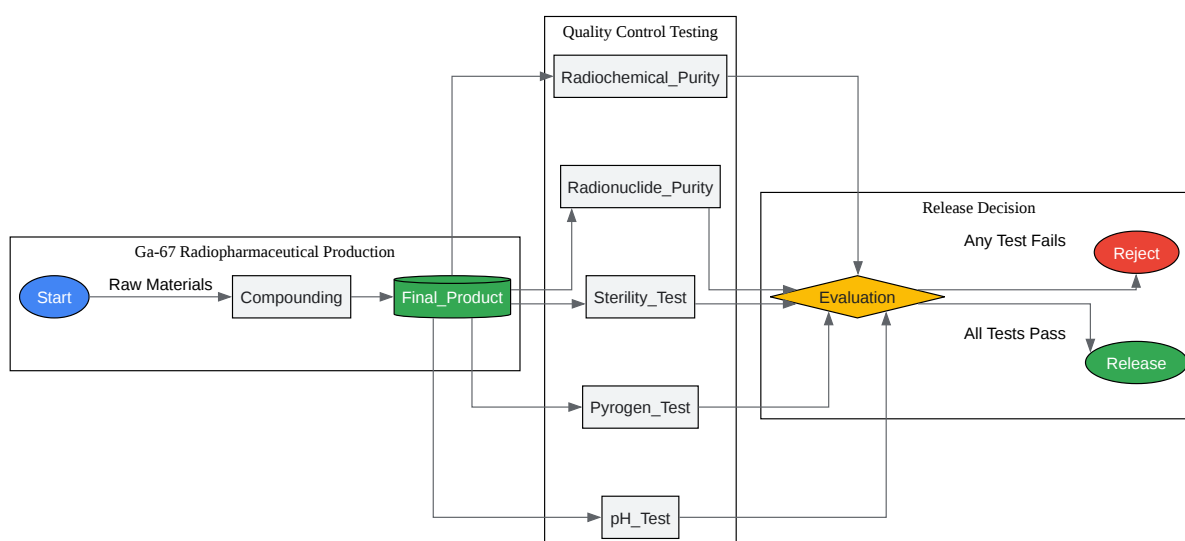 Quality Control Testing
Radiochemical_Purity
Radionuclide_Purity
Release Decision
Any Test Fails
Reject
Ga-67 Radiopharmaceutical Production
Raw Materials
Start
Compounding
Final_Product
Sterility_Test
Evaluation
All Tests Pass
Release
Pyrogen_Test
pH_Test